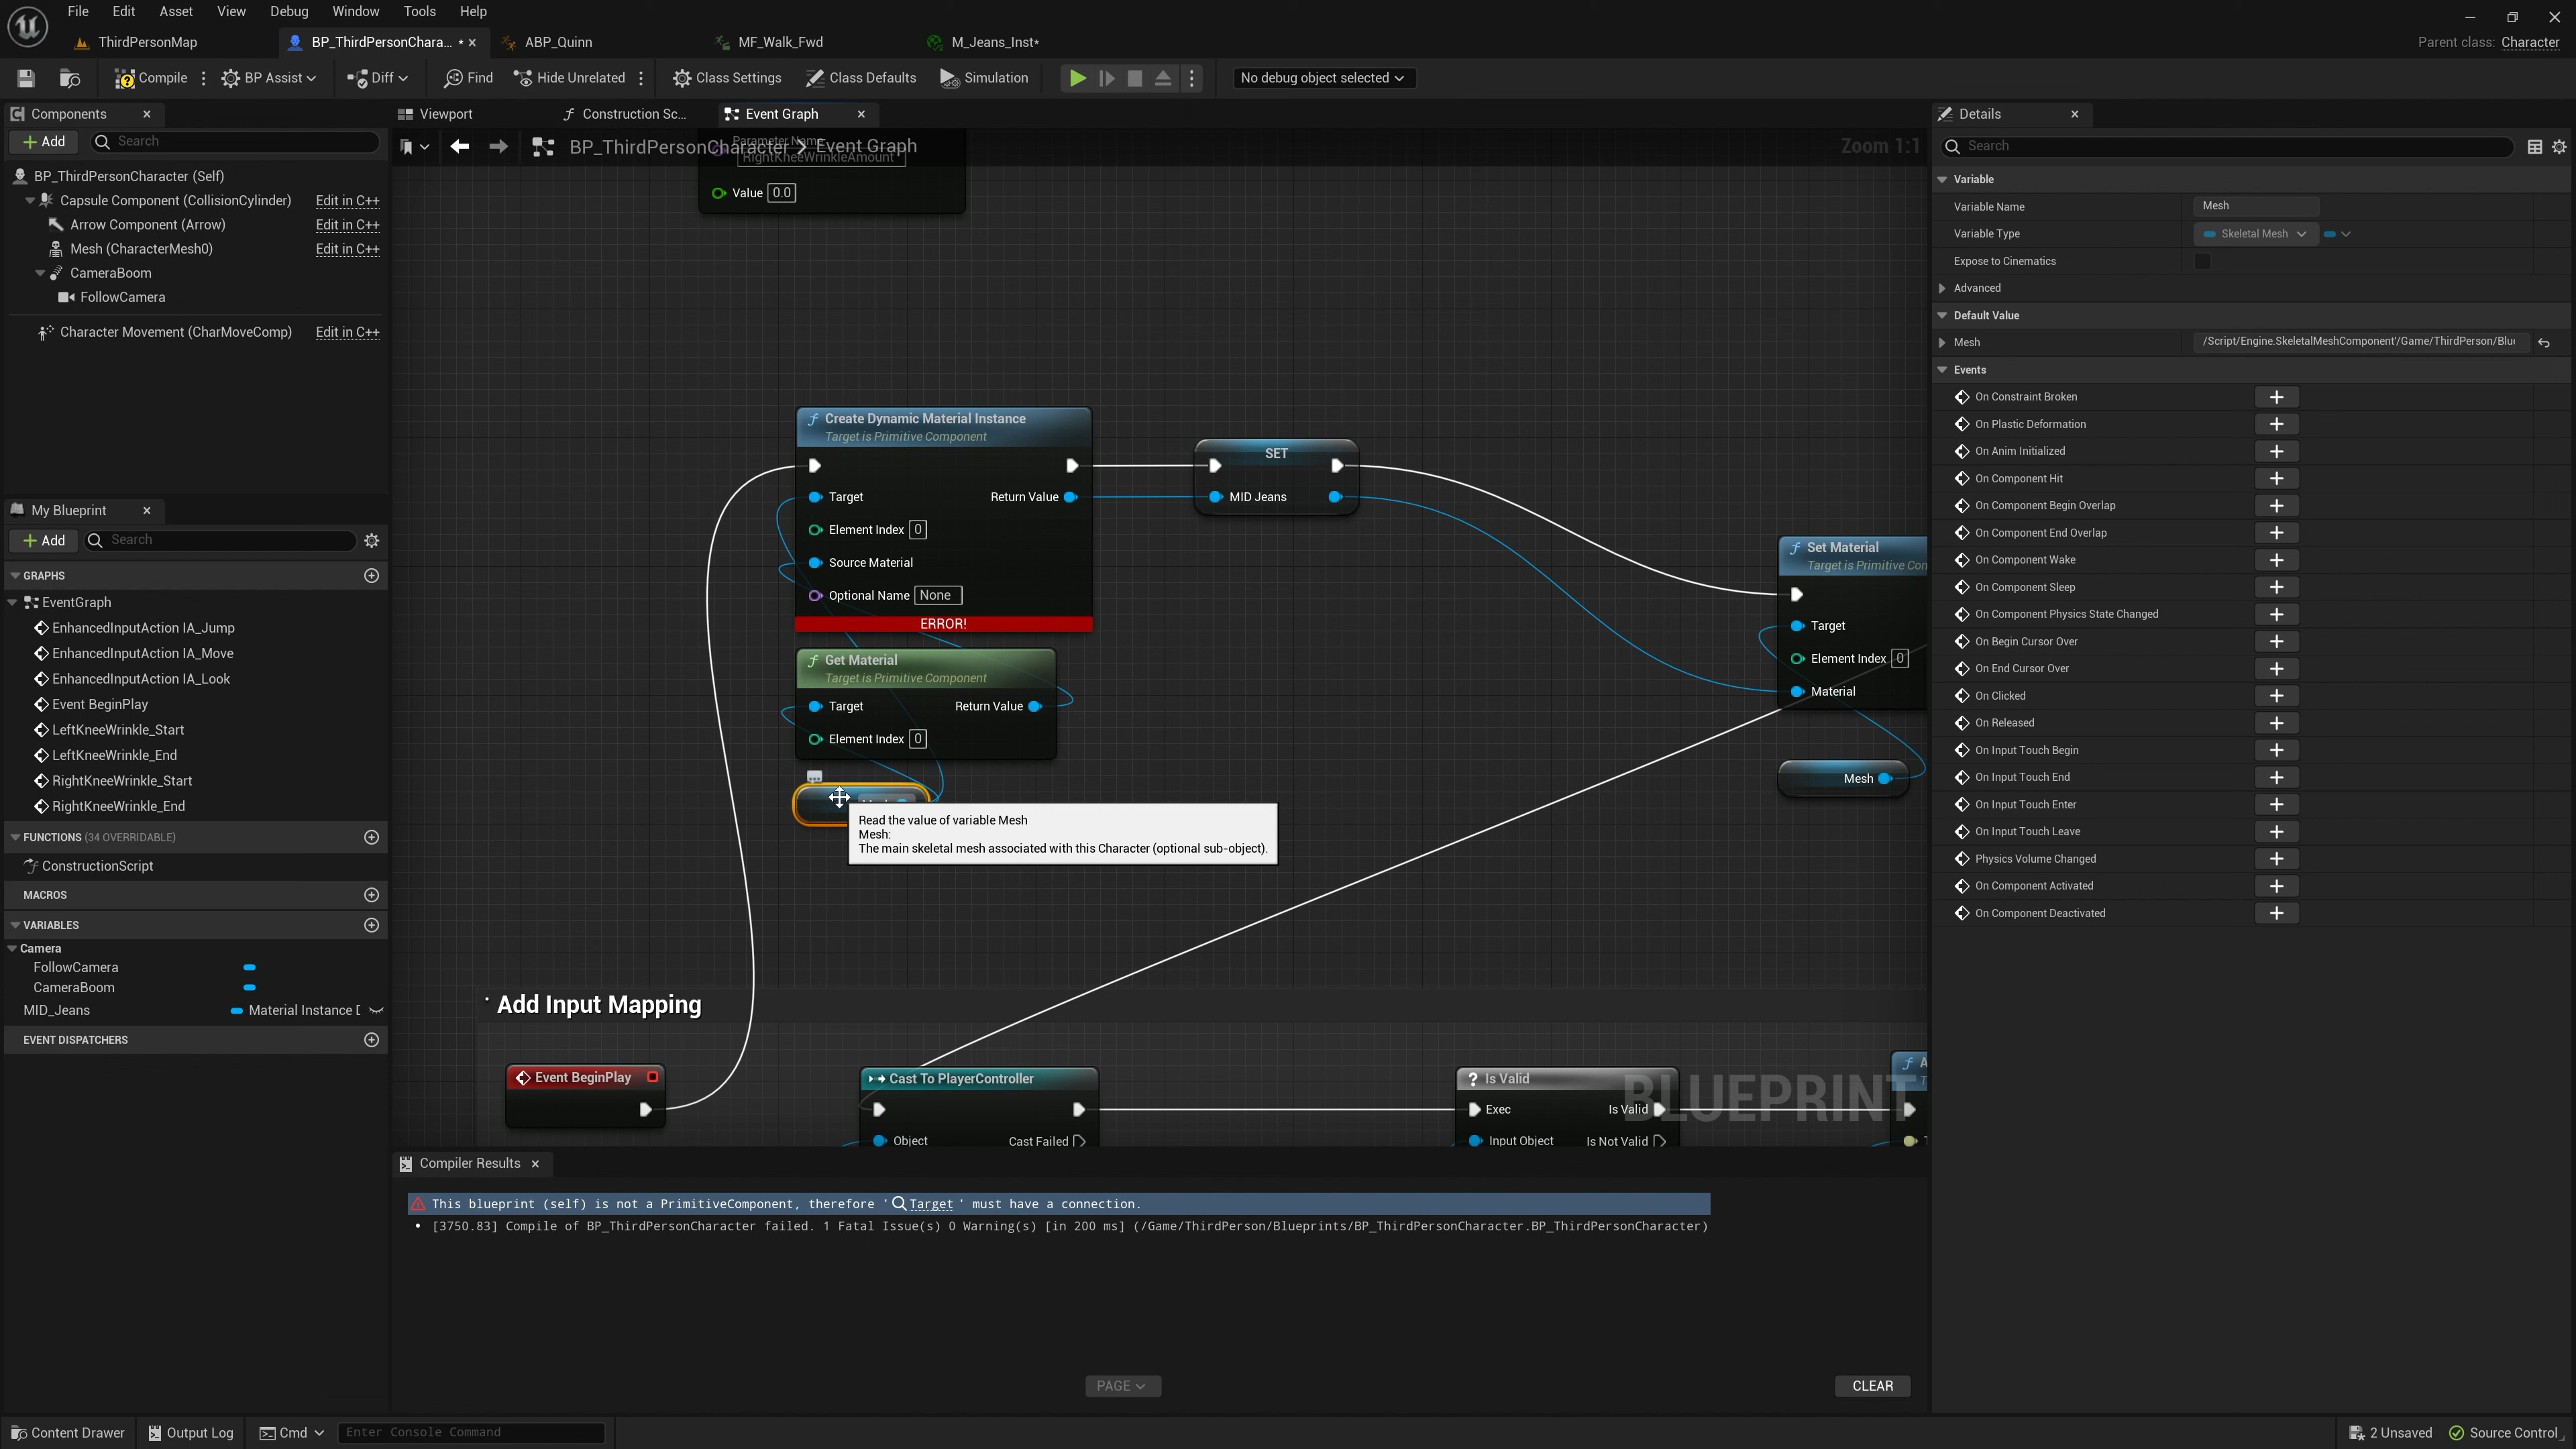 File Edit Asset View Debug Window Tools Help
ThirdPersonMap
BP_ThirdPersonChara... *
ABP_Quinn
MF_Walk_Fwd
M_Jeans_Inst*
Parent class: Character
Compile
BP Assist
Diff
Find
Hide Unrelated
Class Settings
Class Defaults
Simulation
No debug object selected
Components
Add
Search
BP_ThirdPersonCharacter (Self)
Capsule Component (CollisionCylinder) Edit in C++
Arrow Component (Arrow) Edit in C++
Mesh (CharacterMesh0) Edit in C++
CameraBoom
FollowCamera
Character Movement (CharMoveComp) Edit in C++
My Blueprint
Add
Search
GRAPHS
EventGraph
EnhancedInputAction IA_Jump
EnhancedInputAction IA_Move
EnhancedInputAction IA_Look
Event BeginPlay
LeftKneeWrinkle_Start
LeftKneeWrinkle_End
RightKneeWrinkle_Start
RightKneeWrinkle_End
FUNCTIONS (34 OVERRIDABLE)
ConstructionScript
MACROS
VARIABLES
Camera
FollowCamera
CameraBoom
MID_Jeans Material Instance D
EVENT DISPATCHERS
Viewport
Construction Sc...
Event Graph
BP_ThirdPersonCharacter > Event Graph
Zoom 1:1
Parameter Name
RightKneeWrinkleAmount
Value 0.0
Create Dynamic Material Instance
Target is Primitive Component
Target Return Value
Element Index 0
Source Material
Optional Name None
ERROR!
SET
MID Jeans
Get Material
Target is Primitive Component
Target Return Value
Element Index 0
Read the value of variable Mesh
Mesh:
The main skeletal mesh associated with this Character (optional sub-object).
Set Material
Target is Primitive Con
Target
Element Index 0
Material
Mesh
Add Input Mapping
Event BeginPlay
Cast To PlayerController
Object Cast Failed
Is Valid
Exec Is Valid
Input Object Is Not Valid
BLUEPRINT
Compiler Results
This blueprint (self) is not a PrimitiveComponent, therefore ' Target ' must have a connection.
[3750.83] Compile of BP_ThirdPersonCharacter failed. 1 Fatal Issue(s) 0 Warning(s) [in 200 ms] (/Game/ThirdPerson/Blueprints/BP_ThirdPersonCharacter.BP_ThirdPersonCharacter)
PAGE
CLEAR
Details
Search
Variable
Variable Name Mesh
Variable Type Skeletal Mesh
Expose to Cinematics
Advanced
Default Value
Mesh /Script/Engine.SkeletalMeshComponent'/Game/ThirdPerson/Blue
Events
On Constraint Broken
On Plastic Deformation
On Anim Initialized
On Component Hit
On Component Begin Overlap
On Component End Overlap
On Component Wake
On Component Sleep
On Component Physics State Changed
On Begin Cursor Over
On End Cursor Over
On Clicked
On Released
On Input Touch Begin
On Input Touch End
On Input Touch Enter
On Input Touch Leave
Physics Volume Changed
On Component Activated
On Component Deactivated
Content Drawer
Output Log
Cmd
Enter Console Command
2 Unsaved
Source Control